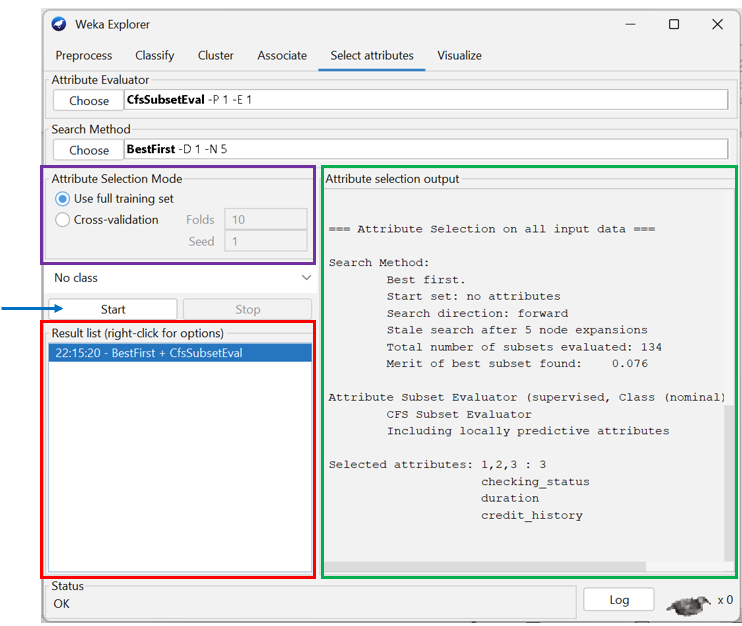 Weka Explorer
Preprocess Classify Cluster Associate Select attributes Visualize
Attribute Evaluator
Choose CfsSubsetEval -P 1 -E 1
Search Method
Choose BestFirst -D 1 -N 5
Attribute Selection Mode
Use full training set
Cross-validation Folds 10
Seed 1
No class
Start Stop
Result list (right-click for options)
22:15:20 - BestFirst + CfsSubsetEval
Attribute selection output
=== Attribute Selection on all input data ===
Search Method:
Best first.
Start set: no attributes
Search direction: forward
Stale search after 5 node expansions
Total number of subsets evaluated: 134
Merit of best subset found: 0.076
Attribute Subset Evaluator (supervised, Class (nominal)
CFS Subset Evaluator
Including locally predictive attributes
Selected attributes: 1,2,3 : 3
checking_status
duration
credit_history
Status
OK
Log
x 0